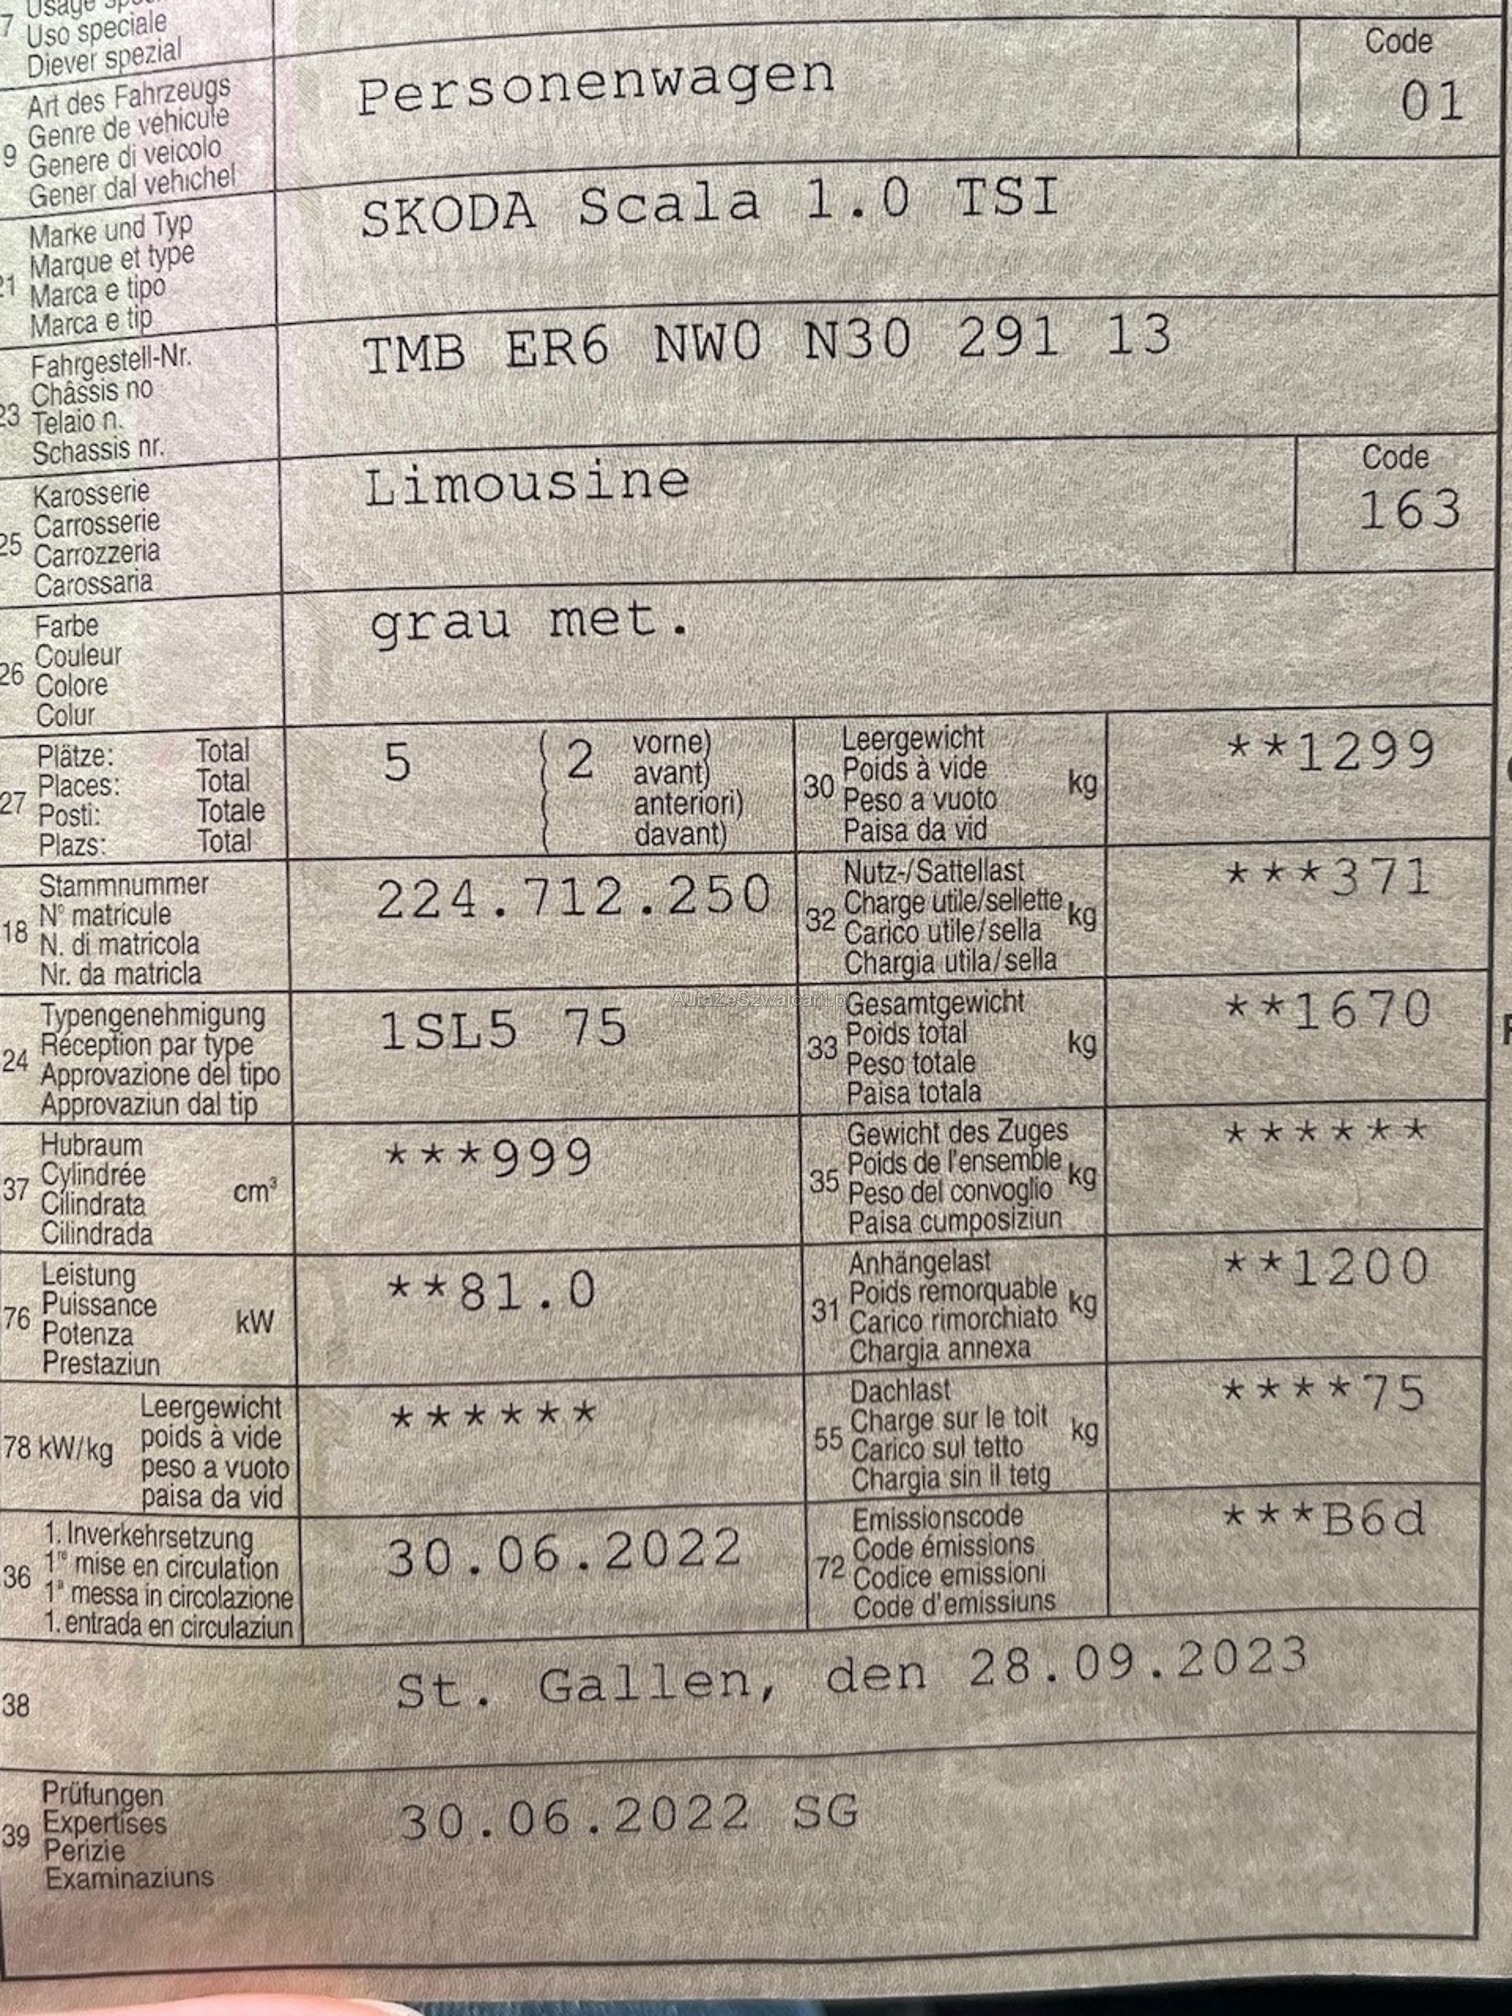 Usage
17 Uso speciale
Diever spezial
Art des Fahrzeugs
Genre de vehicule
19 Genere di veicolo
Gener dal vehichel
Personenwagen
Code
01
Marke und Typ
Marque et type
21 Marca e tipo
Marca e tip
SKODA Scala 1.0 TSI
Fahrgestell-Nr.
Châssis no
23 Telaio n.
Schassis nr.
TMB ER6 NW0 N30 291 13
Karosserie
Carrosserie
25 Carrozzeria
Carossaria
Limousine
Code
163
Farbe
Couleur
26 Colore
Colur
grau met.
Plätze: Total
Places: Total
27 Posti: Totale
Plazs: Total
5 ( 2 vorne)
avant)
anteriori)
davant)
Leergewicht
30 Poids à vide kg
Peso a vuoto
Paisa da vid
**1299
Stammnummer
18 N° matricule
N. di matricola
Nr. da matricla
224.712.250
Nutz-/Sattellast
32 Charge utile/sellette kg
Carico utile/sella
Chargia utila/sella
***371
AutaZeSzwajcarii.pl
Typengenehmigung
24 Réception par type
Approvazione del tipo
Approvaziun dal tip
1SL5 75
Gesamtgewicht
33 Poids total kg
Peso totale
Paisa totala
**1670
Hubraum
37 Cylindrée cm³
Cilindrata
Cilindrada
***999
Gewicht des Zuges
35 Poids de l'ensemble kg
Peso del convoglio
Paisa cumposiziun
******
Leistung
76 Puissance kW
Potenza
Prestaziun
**81.0
Anhängelast
31 Poids remorquable kg
Carico rimorchiato
Chargia annexa
**1200
Leergewicht
78 kW/kg poids à vide
peso a vuoto
paisa da vid
******
Dachlast
55 Charge sur le toit kg
Carico sul tetto
Chargia sin il tetg
****75
1. Inverkehrsetzung
36 1re mise en circulation
1a messa in circolazione
1. entrada en circulaziun
30.06.2022
Emissionscode
72 Code émissions
Codice emissioni
Code d'emissiuns
***B6d
38
St. Gallen, den 28.09.2023
Prüfungen
39 Expertises
Perizie
Examinaziuns
30.06.2022 SG